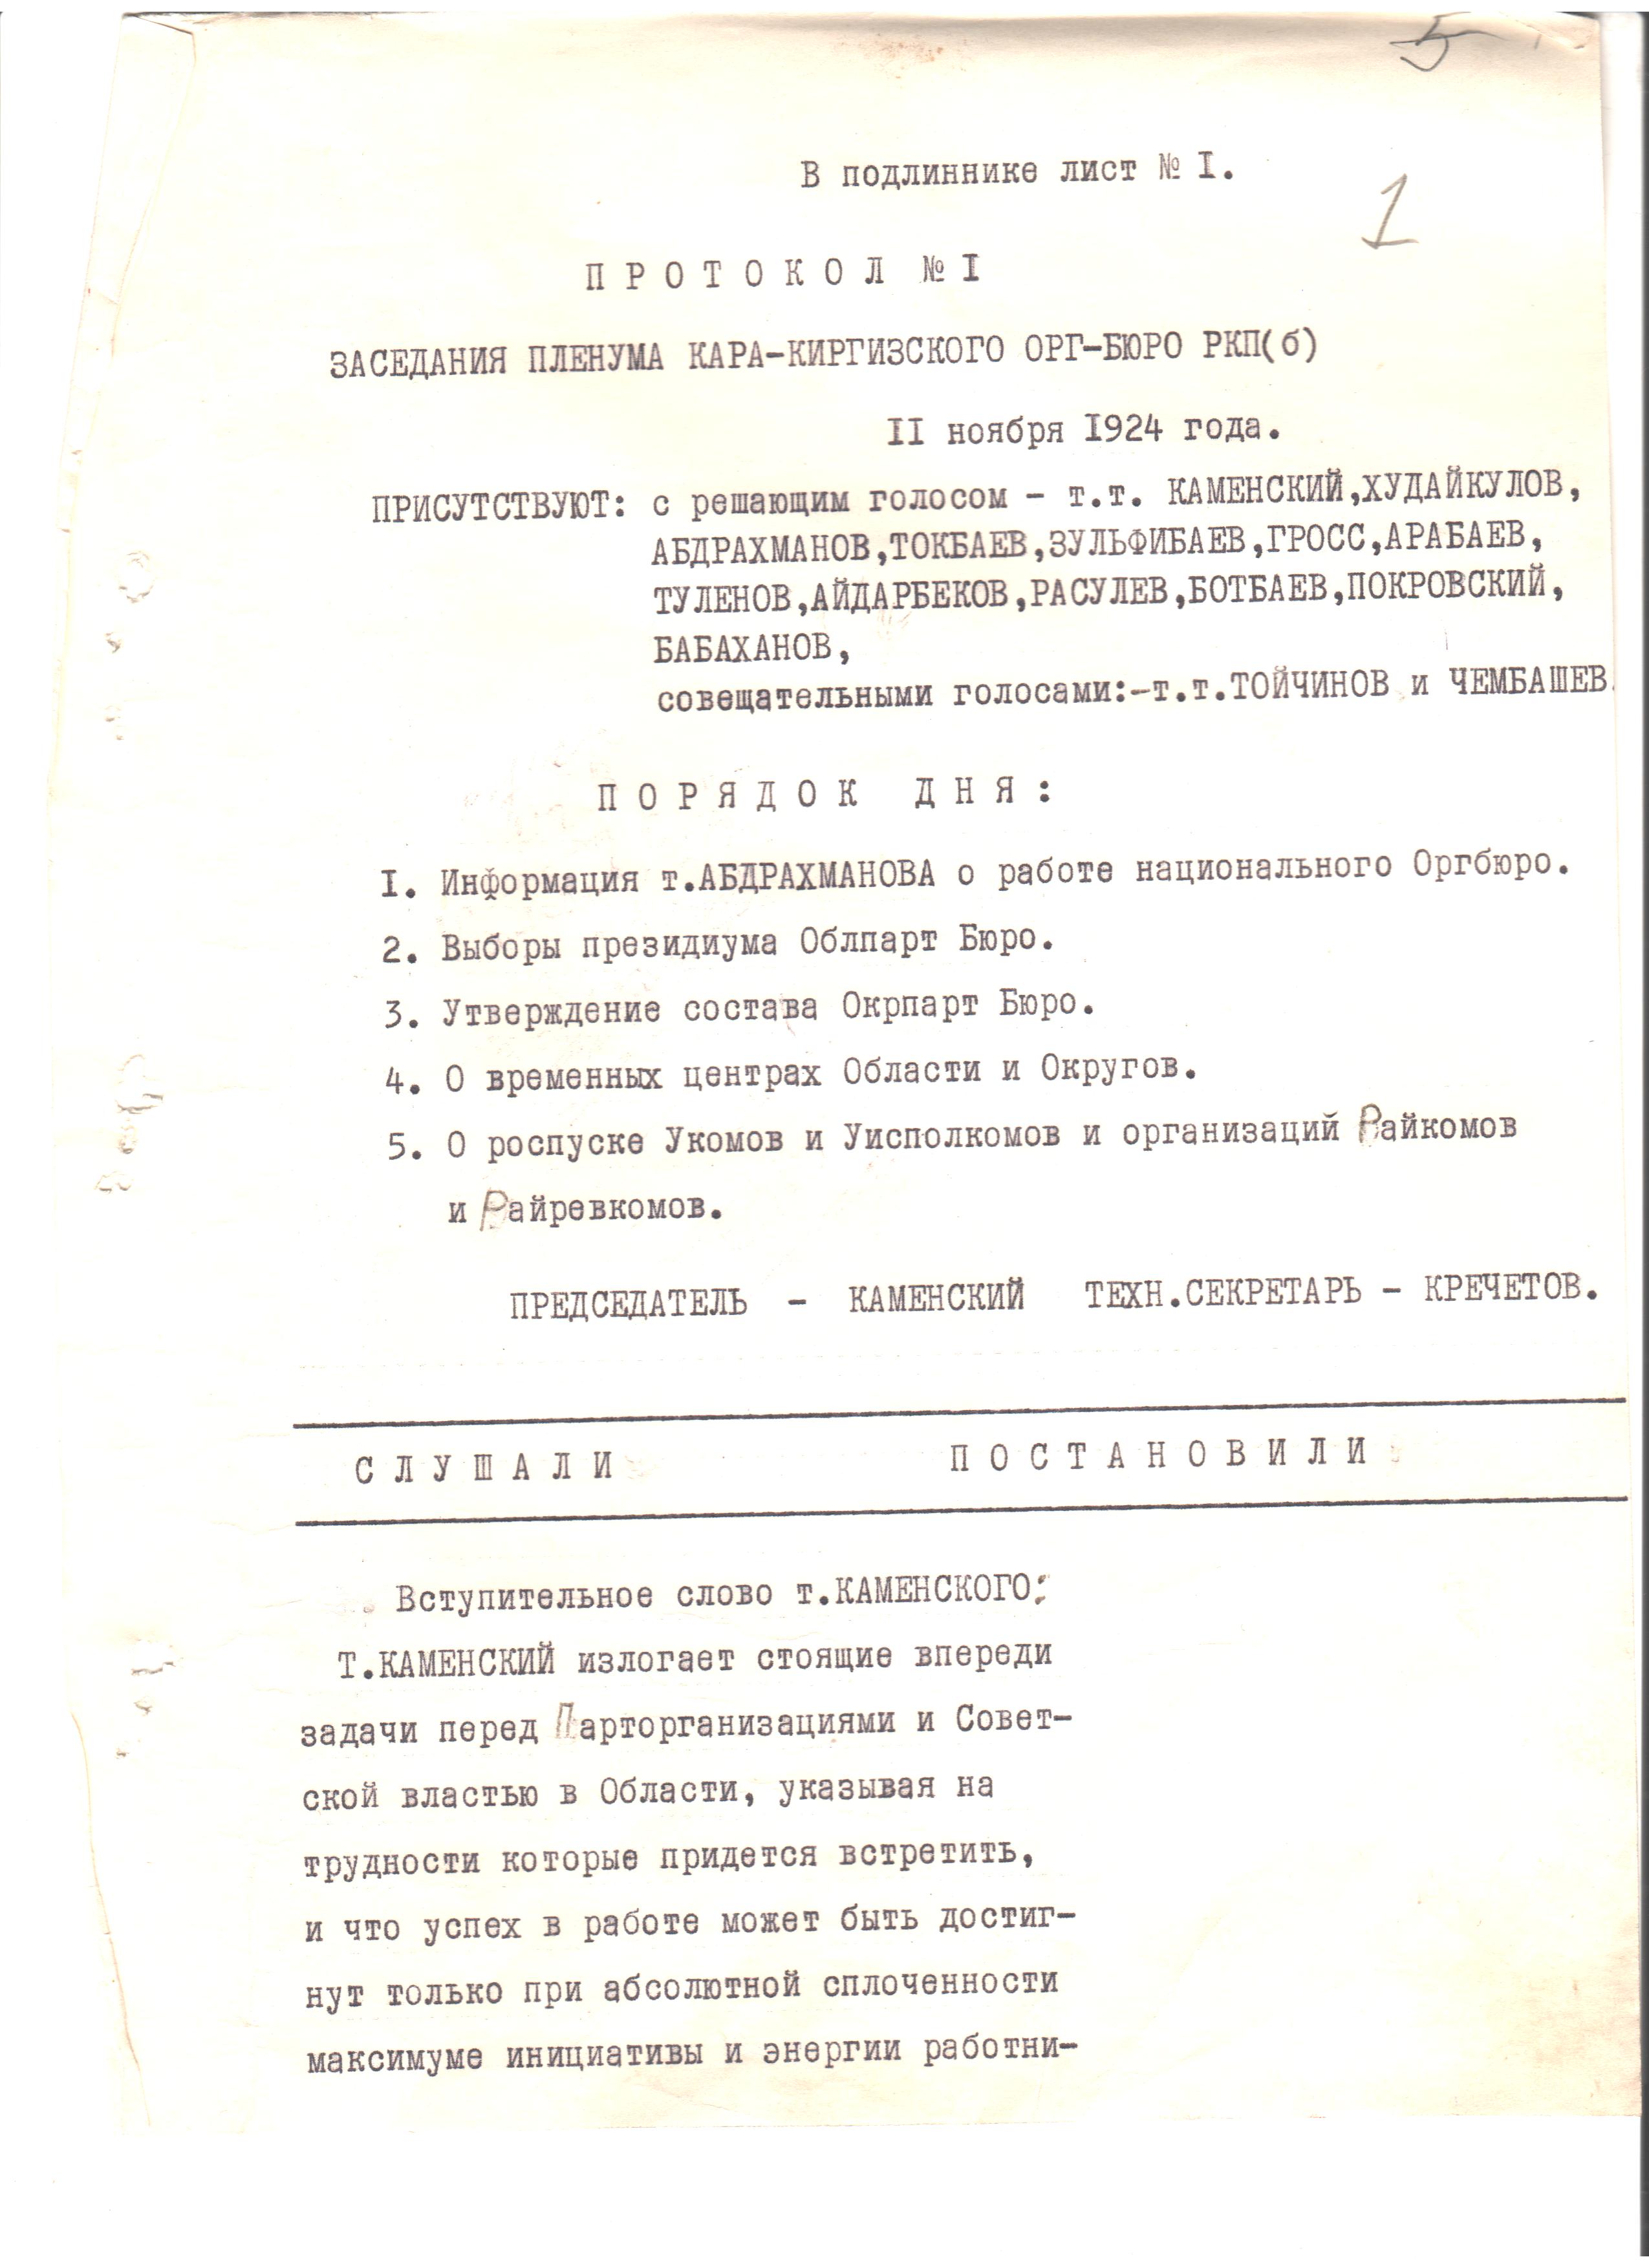 5
В подлиннике лист № I.
1
П Р О Т О К О Л № I
ЗАСЕДАНИЯ ПЛЕНУМА КАРА-КИРГИЗСКОГО ОРГ-БЮРО РКП(б)
II ноября I924 года.
ПРИСУТСТВУЮТ: с решающим голосом - т.т. КАМЕНСКИЙ,ХУДАЙКУЛОВ,
АБДРАХМАНОВ,ТОКБАЕВ,ЗУЛЬФИБАЕВ,ГРОСС,АРАБАЕВ,
ТУЛЕНОВ,АЙДАРБЕКОВ,РАСУЛЕВ,БОТБАЕВ,ПОКРОВСКИЙ,
БАБАХАНОВ,
совещательными голосами:-т.т.ТОЙЧИНОВ и ЧЕМБАШЕВ.
П О Р Я Д О К Д Н Я :
I. Информация т.АБДРАХМАНОВА о работе национального Оргбюро.
2. Выборы президиума Облпарт Бюро.
3. Утверждение состава Окрпарт Бюро.
4. О временных центрах Области и Округов.
5. О роспуске Укомов и Уисполкомов и организаций Райкомов
и Райревкомов.
ПРЕДСЕДАТЕЛЬ - КАМЕНСКИЙ ТЕХН.СЕКРЕТАРЬ - КРЕЧЕТОВ.
С Л У Ш А Л И П О С Т А Н О В И Л И
Вступительное слово т.КАМЕНСКОГО:
Т.КАМЕНСКИЙ излогает стоящие впереди
задачи перед Парторганизациями и Совет-
ской властью в Области, указывая на
трудности которые придется встретить,
и что успех в работе может быть достиг-
нут только при абсолютной сплоченности
максимуме инициативы и энергии работни-